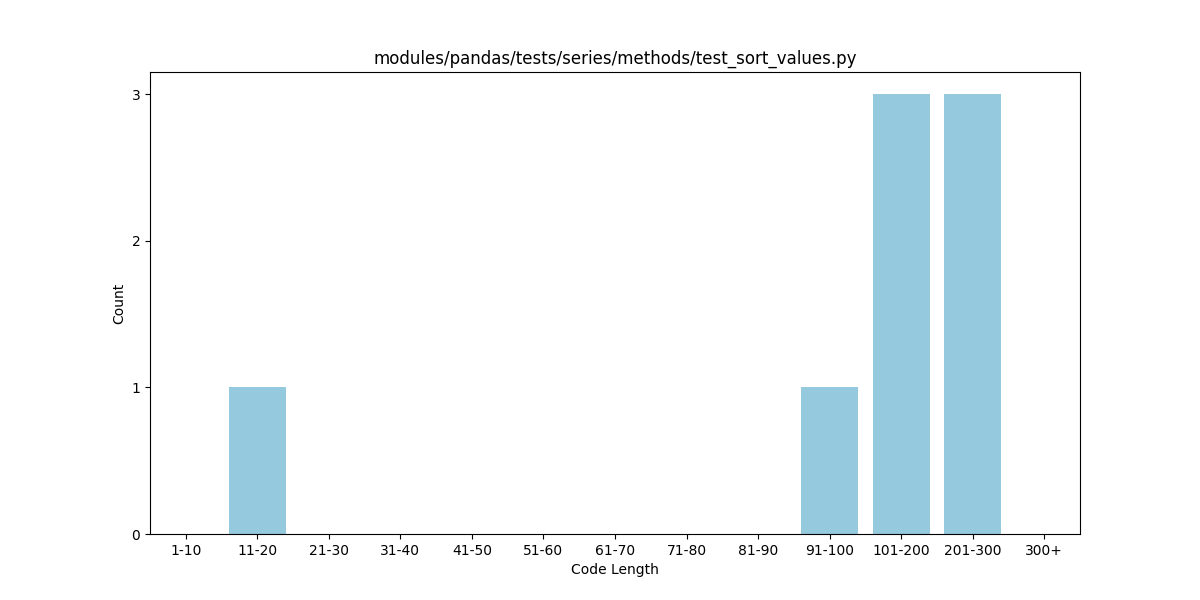 modules/pandas/tests/series/methods/test_sort_values.py
3
2
1
0
Count
1-10 11-20 21-30 31-40 41-50 51-60 61-70 71-80 81-90 91-100 101-200 201-300 300+
Code Length